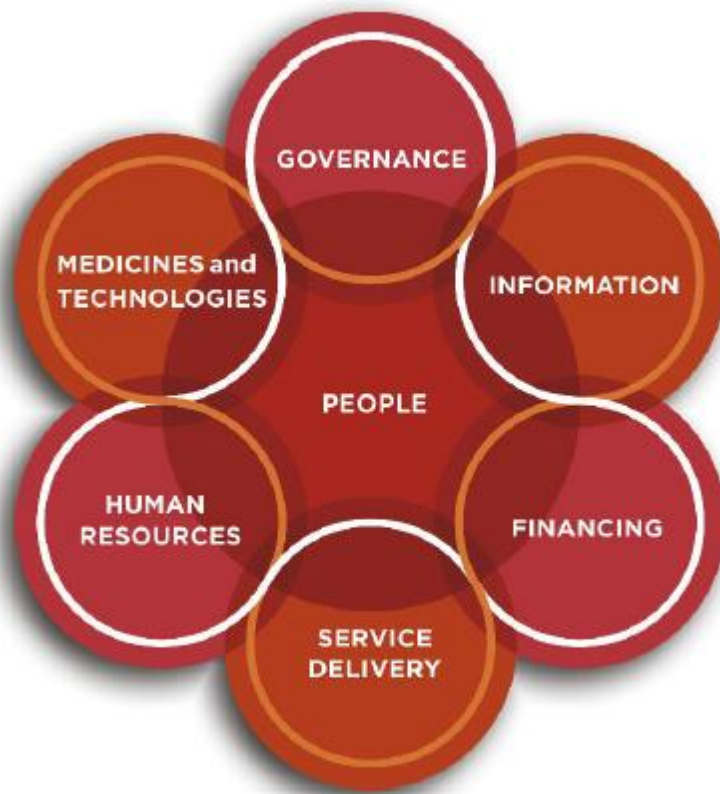 GOVERNANCE
MEDICINES and
TECHNOLOGIES
INFORMATION
PEOPLE
HUMAN
RESOURCES
FINANCING
SERVICE
DELIVERY